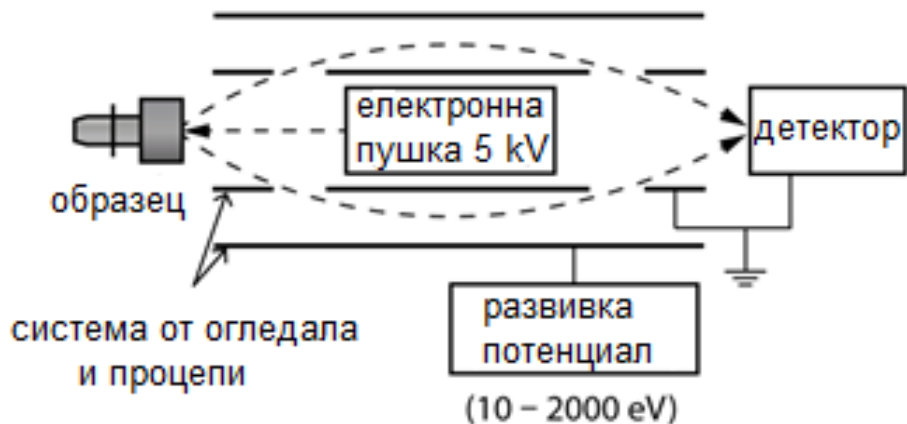 електронна
пушка 5 kV
детектор
образец
система от огледала
и процепи
развивка
потенциал
(10 – 2000 eV)